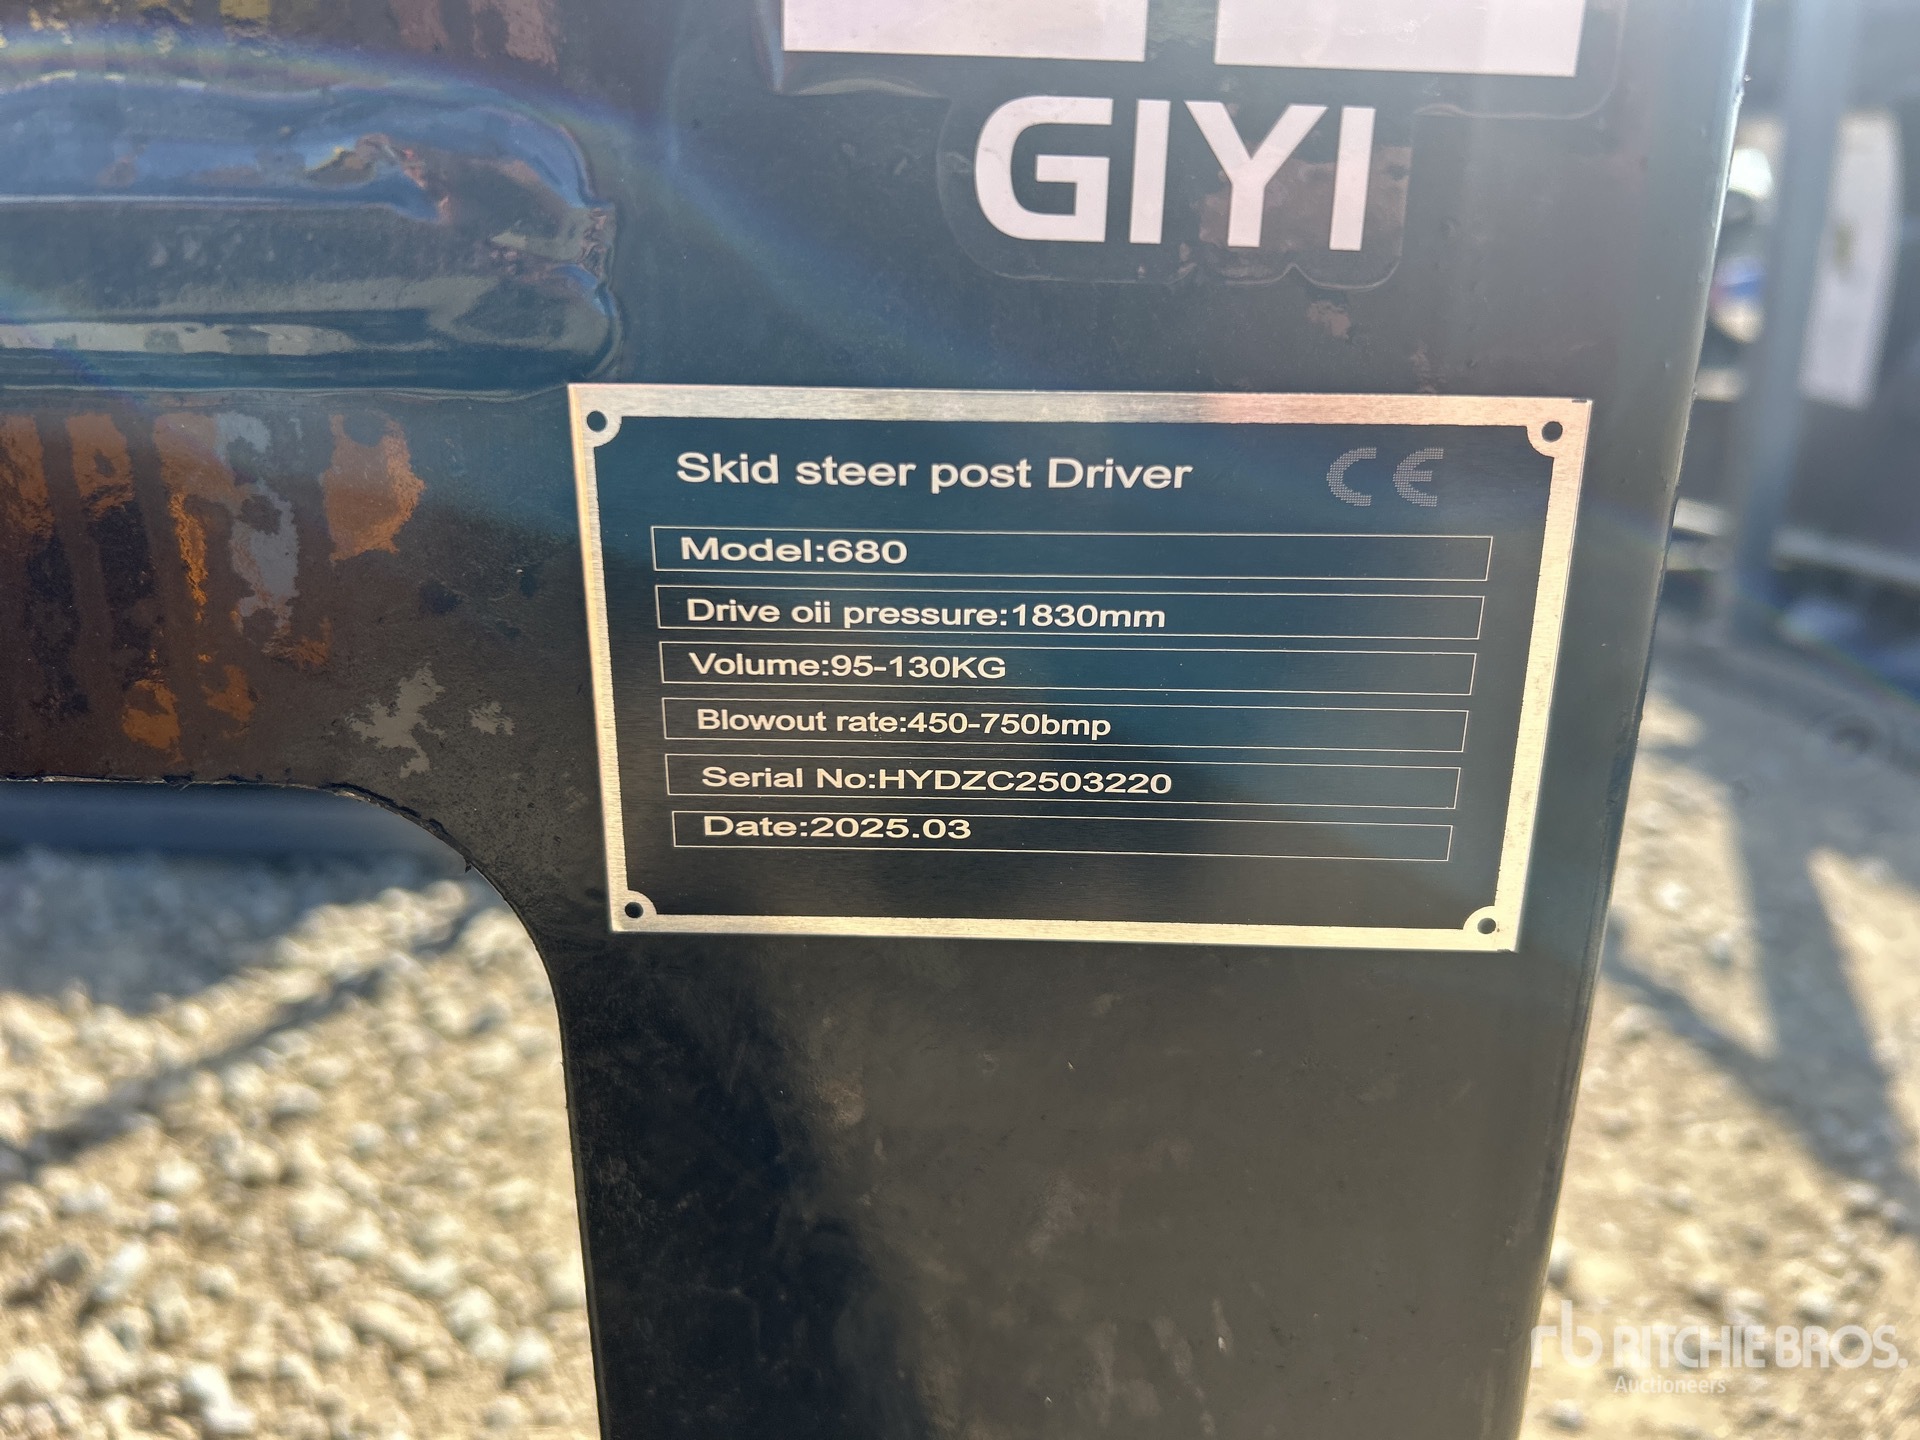 GIYI
Skid steer post Driver CE
Model:680
Drive oii pressure:1830mm
Volume:95-130KG
Blowout rate:450-750bmp
Serial No:HYDZC2503220
Date:2025.03
rb RITCHIE BROS.
Auctioneers